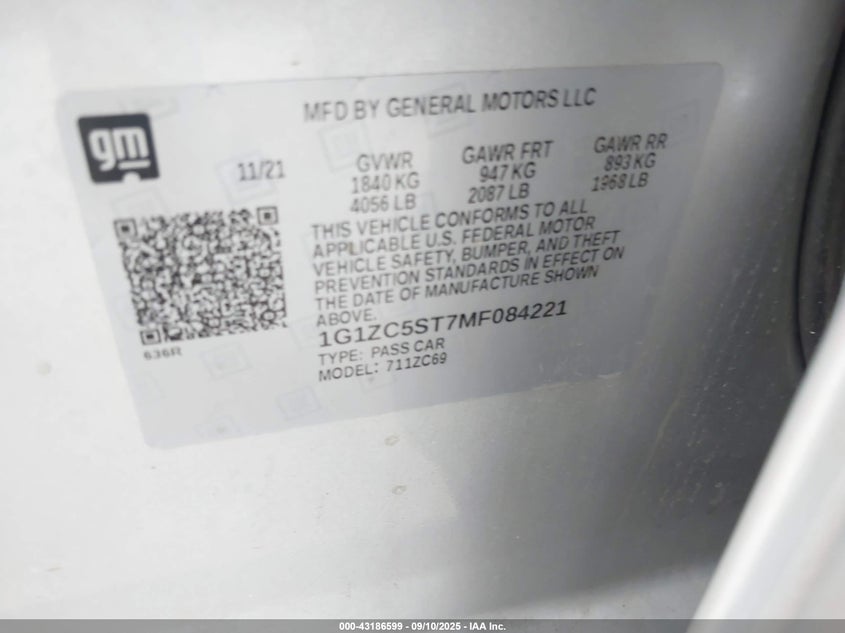 gm
MFD BY GENERAL MOTORS LLC
11/21
GVWR
1840 KG
4056 LB
GAWR FRT
947 KG
2087 LB
GAWR RR
893 KG
1968 LB
THIS VEHICLE CONFORMS TO ALL
APPLICABLE U.S. FEDERAL MOTOR
VEHICLE SAFETY, BUMPER, AND THEFT
PREVENTION STANDARDS IN EFFECT ON
THE DATE OF MANUFACTURE SHOWN
ABOVE.
1G1ZC5ST7MF084221
TYPE: PASS CAR
MODEL: 711ZC69
636R
000-43186599 - 09/10/2025 - IAA Inc.